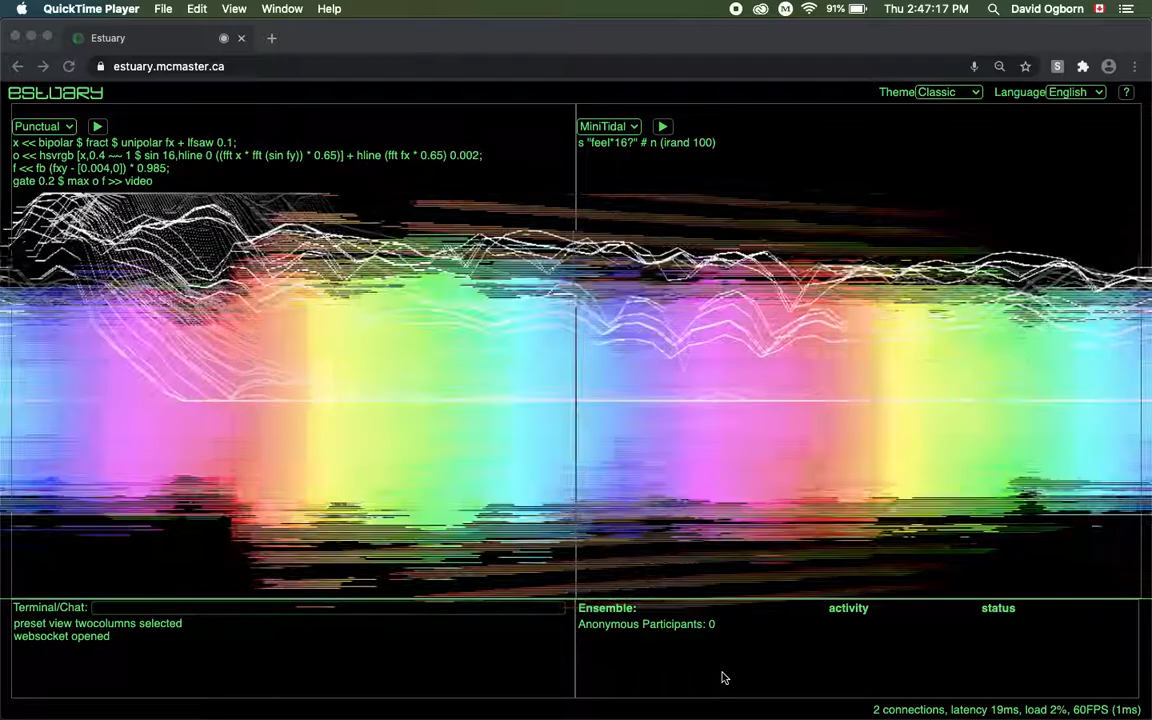 QuickTime Player File Edit View Window Help 91% Thu 2:47:17 PM David Ogborn
Estuary
estuary.mcmaster.ca
estuary Theme Classic Language English ?
Punctual
x << bipolar $ fract $ unipolar fx + lfsaw 0.1;
o << hsvrgb [x,0.4 ~~ 1 $ sin 16,hline 0 ((fft x * fft (sin fy)) * 0.65)] + hline (fft fx * 0.65) 0.002;
f << fb (fxy - [0.004,0]) * 0.985;
gate 0.2 $ max o f >> video
MiniTidal
s "feel*16?" # n (irand 100)
Terminal/Chat:
preset view twocolumns selected
websocket opened
Ensemble: activity status
Anonymous Participants: 0
2 connections, latency 19ms, load 2%, 60FPS (1ms)